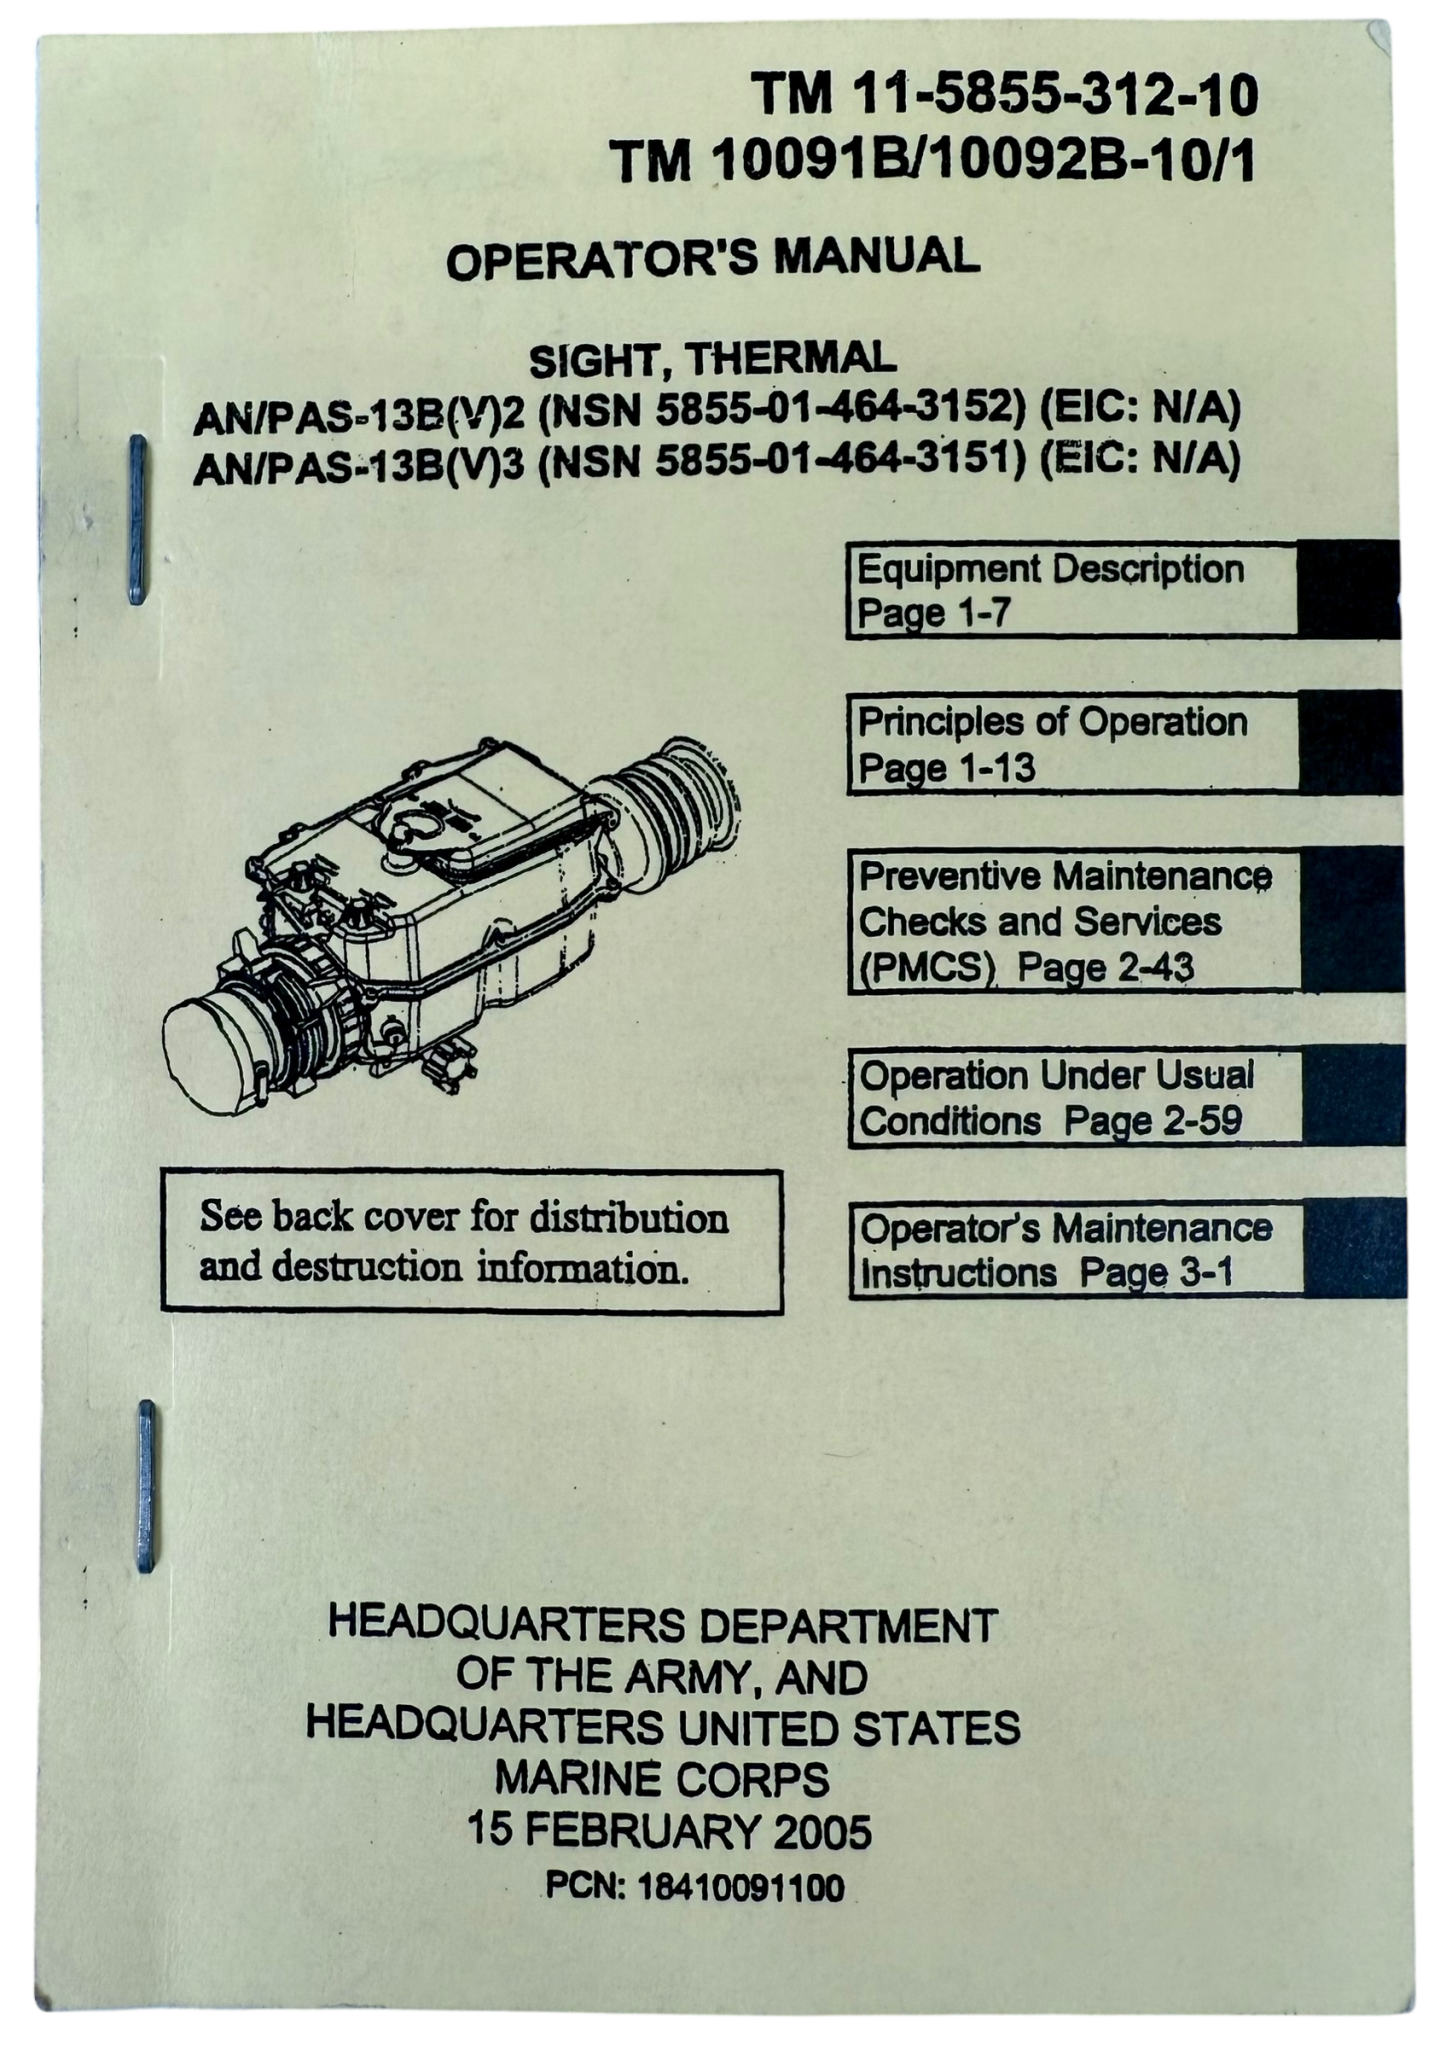 TM 11-5855-312-10
TM 10091B/10092B-10/1
OPERATOR'S MANUAL
SIGHT, THERMAL
AN/PAS-13B(V)2 (NSN 5855-01-464-3152) (EIC: N/A)
AN/PAS-13B(V)3 (NSN 5855-01-464-3151) (EIC: N/A)
Equipment Description
Page 1-7
Principles of Operation
Page 1-13
Preventive Maintenance
Checks and Services
(PMCS) Page 2-43
Operation Under Usual
Conditions Page 2-59
Operator's Maintenance
Instructions Page 3-1
See back cover for distribution
and destruction information.
HEADQUARTERS DEPARTMENT
OF THE ARMY, AND
HEADQUARTERS UNITED STATES
MARINE CORPS
15 FEBRUARY 2005
PCN: 18410091100